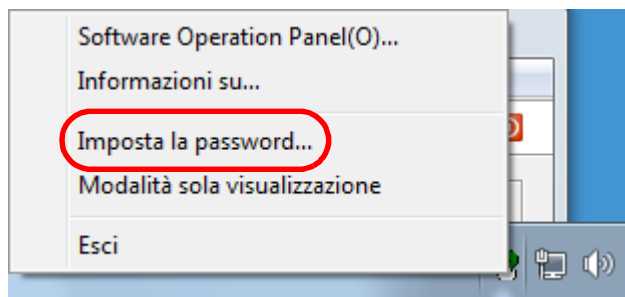 Software Operation Panel(O)...
Informazioni su...
Imposta la password...
Modalità sola visualizzazione
Esci